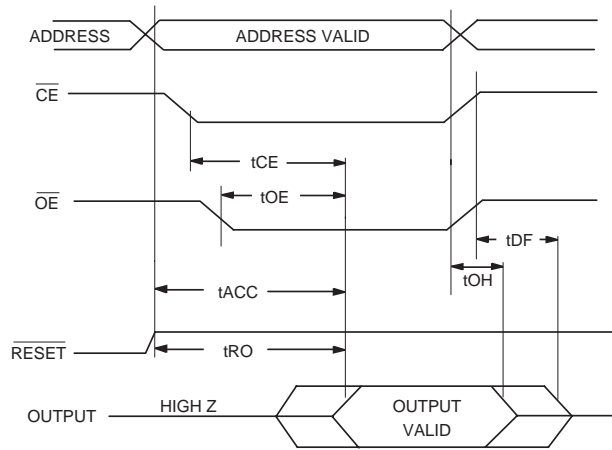 ADDRESS
ADDRESS VALID
CE
tCE
OE
tOE
tDF
tOH
tACC
RESET
tRO
OUTPUT
HIGH Z
OUTPUT
VALID